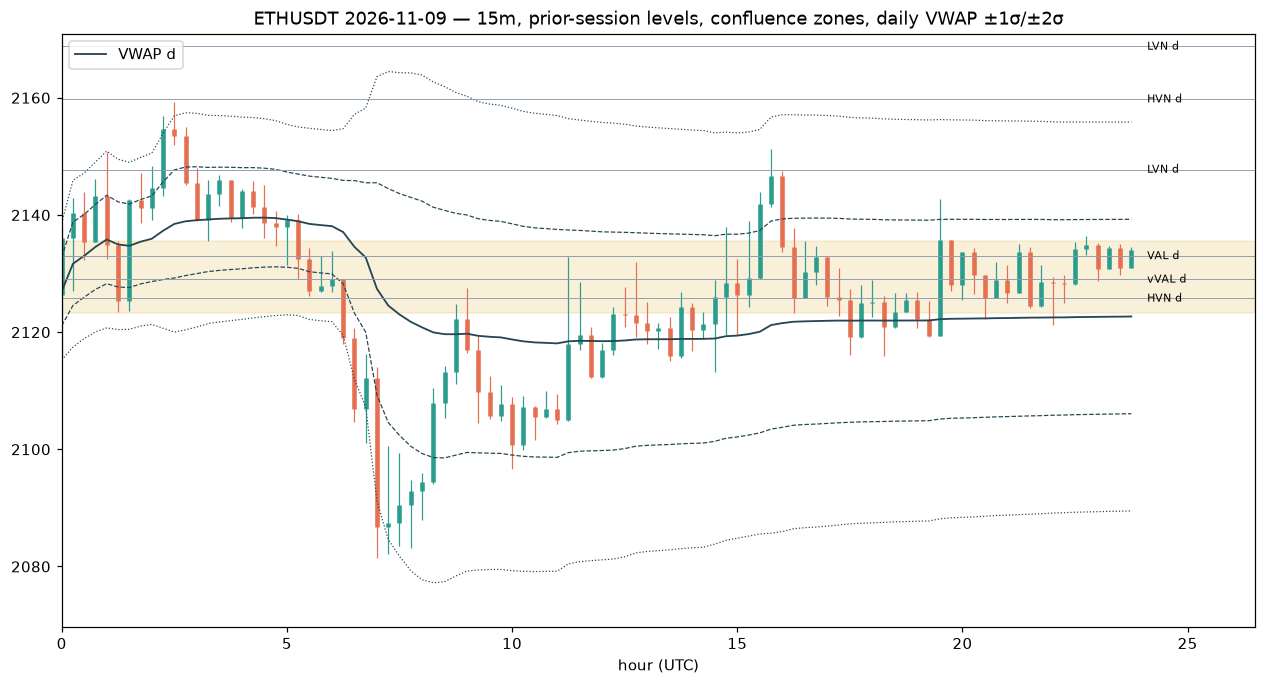 ETHUSDT 2026-11-09 — 15m, prior-session levels, confluence zones, daily VWAP ±1σ/±2σ
VWAP d
LVN d
HVN d
LVN d
VAL d
vVAL d
HVN d
2160
2140
2120
2100
2080
0 5 10 15 20 25
hour (UTC)